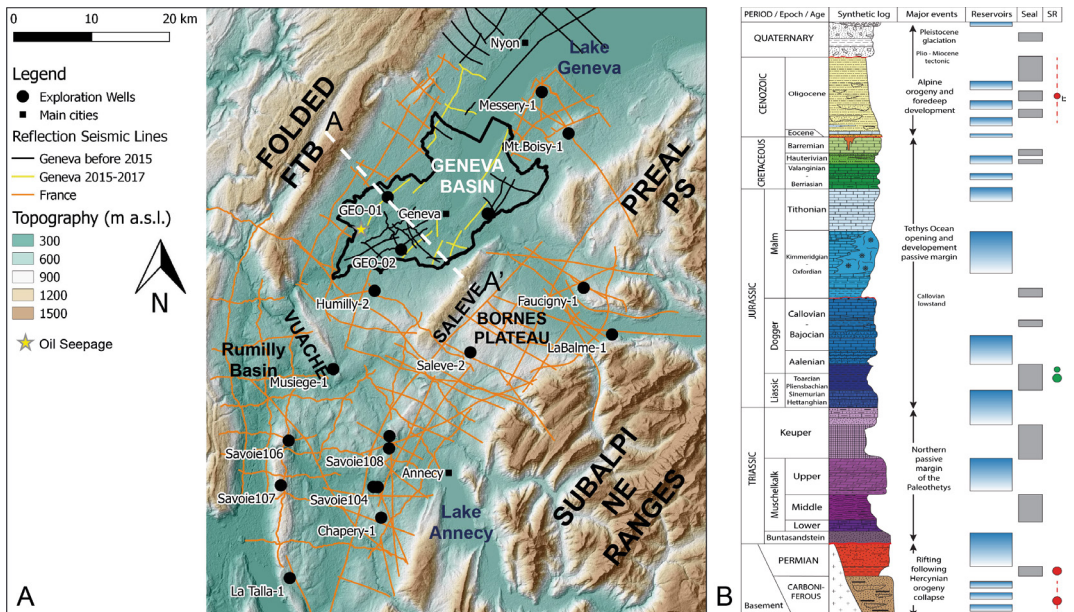 0
10
20 km
Legend
Exploration Wells
Main cities
Reflection Seismic Lines
Geneva before 2015
Geneva 2015-2017
France
Topography (m a.s.l.)
300
600
900
1200
1500
N
Oil Seepage
A
Nyon
Lake
Geneva
Messery-1
Mt.Boisy-1
FOLDED
FTB
A
GENEVA
BASIN
PREAL
PS
GEO-01
Geneva
GEO-02
A'
Humilly-2
SALEVE
Faucigny-1
BORNES
PLATEAU
LaBalme-1
VUACHE
Rumilly
Basin
Saleve-2
Musiege-1
Savoie106
Savoie108
Annecy
Savoie107
Savoie104
Chapery-1
Lake
Annecy
SUBALPI
NE
RANGES
La Talla-1
B
PERIOD / Epoch / Age
Synthetic log
Major events
Reservoirs
Seal
SR
QUATERNARY
Pleistocene
glaciation
Plio - Miocene
tectonic
CENOZOIC
Oligocene
Eocene
Alpine
orogeny and
foredeep
development
CRETACEOUS
Barremian
Hauterivian
Valanginian
-
Berriasian
JURASSIC
Malm
Tithonian
Kimmeridgian
-
Oxfordian
Tethys Ocean
opening and
developement
passive margin
Callovian
lowstand
Dogger
Callovian
-
Bajocian
Aalenian
Liassic
Toarcian
Pliensbachian
Sinemurian
Hettanghian
TRIASSIC
Keuper
Muschelkalk
Upper
Middle
Lower
Buntasandstein
Northern
passive
margin
of the
Paleothetys
PERMIAN
CARBONI-
FEROUS
Basement
Rifting
following
Hercynian
orogeny
collapse